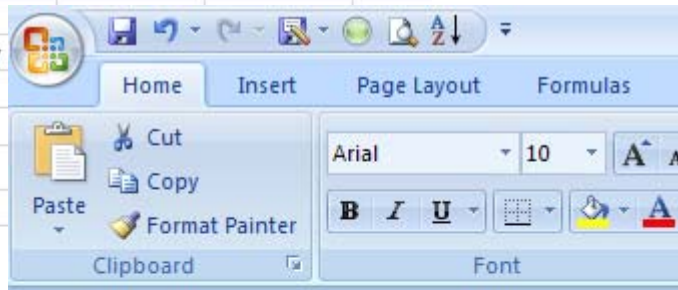 A
Z
Home Insert Page Layout Formulas
Cut
Arial 10 A A
Copy
Paste
B I U A
Format Painter
Clipboard Font